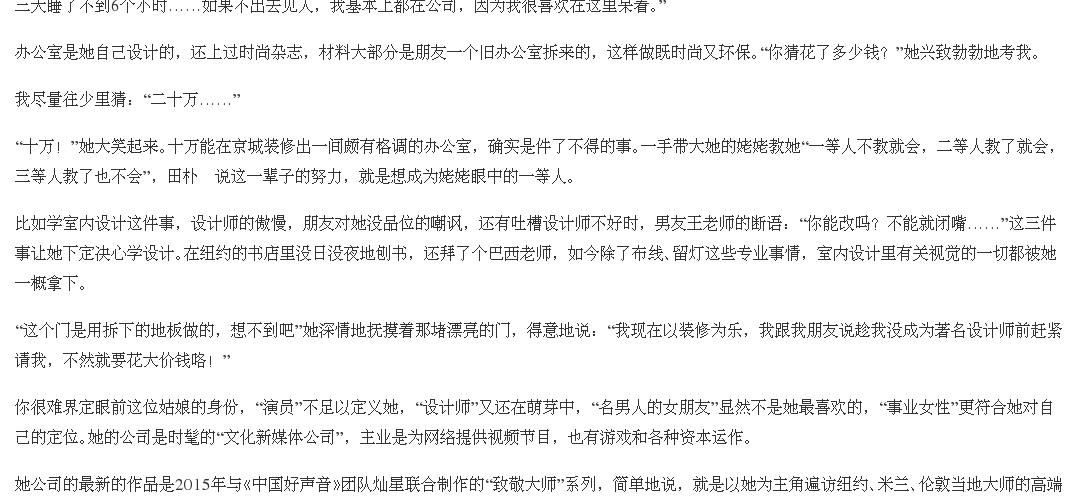 三天睡了不到6个小时……如果不出去见人，我基本上都在公司，因为我很喜欢在这里呆着。”
办公室是她自己设计的，还上过时尚杂志，材料大部分是朋友一个旧办公室拆来的，这样做既时尚又环保。“你猜花了多少钱？”她兴致勃勃地考我。
我尽量往少里猜：“二十万……”
“十万！”她大笑起来。十万能在京城装修出一间颇有格调的办公室，确实是件了不得的事。一手带大她的姥姥教她“一等人不教就会，二等人教了就会，
三等人教了也不会”，田朴　说这一辈子的努力，就是想成为姥姥眼中的一等人。
比如学室内设计这件事，设计师的傲慢，朋友对她没品位的嘲讽，还有吐槽设计师不好时，男友王老师的断语：“你能改吗？不能就闭嘴……”这三件
事让她下定决心学设计。在纽约的书店里没日没夜地刨书，还拜了个巴西老师，如今除了布线、留灯这些专业事情，室内设计里有关视觉的一切都被她
一概拿下。
“这个门是用拆下的地板做的，想不到吧”她深情地抚摸着那堵漂亮的门，得意地说：“我现在以装修为乐，我跟我朋友说趁我没成为著名设计师前赶紧
请我，不然就要花大价钱咯！”
你很难界定眼前这位姑娘的身份，“演员”不足以定义她，“设计师”又还在萌芽中，“名男人的女朋友”显然不是她最喜欢的，“事业女性”更符合她对自
己的定位。她的公司是时髦的“文化新媒体公司”，主业是为网络提供视频节目，也有游戏和各种资本运作。
她公司的最新的作品是2015年与《中国好声音》团队灿星联合制作的“致敬大师”系列，简单地说，就是以她为主角遍访纽约、米兰、伦敦当地大师的高端